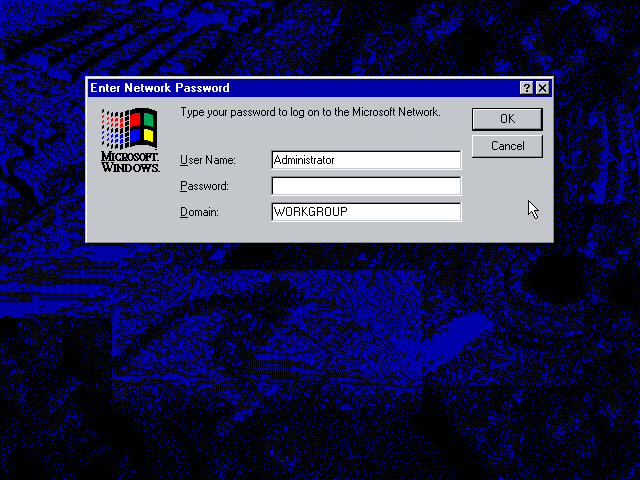 Enter Network Password
Type your password to log on to the Microsoft Network.
OK
Cancel
MICROSOFT.
WINDOWS.
User Name: Administrator
Password:
Domain: WORKGROUP